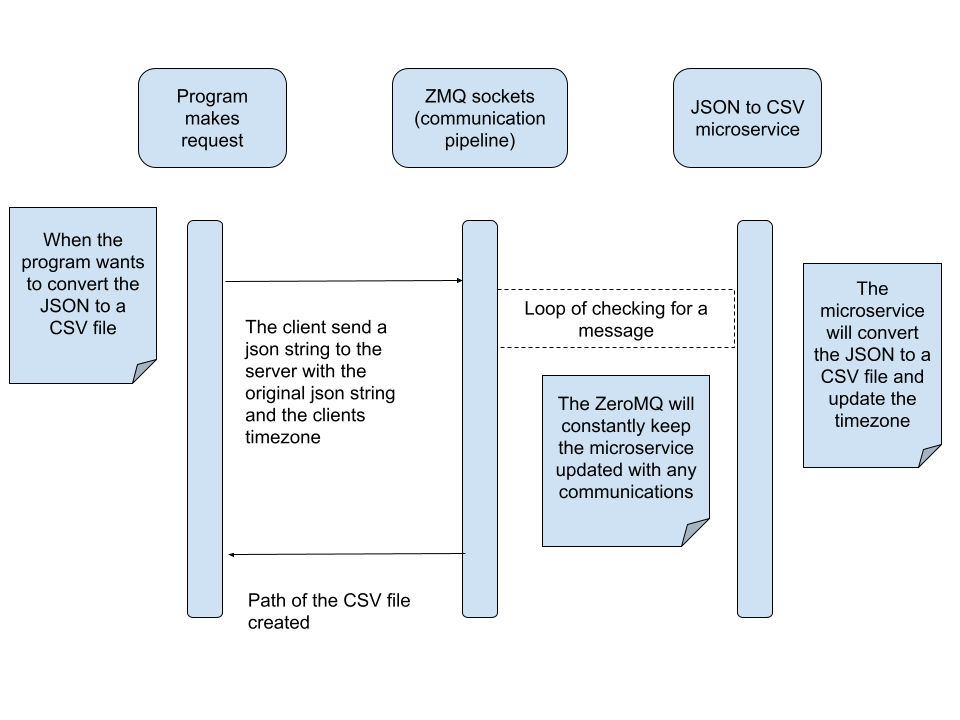 Program
makes
request
ZMQ sockets
(communication
pipeline)
JSON to CSV
microservice
When the
program wants
to convert the
JSON to a
CSV file
The client send a
json string to the
server with the
original json string
and the clients
timezone
Loop of checking for a
message
The ZeroMQ will
constantly keep
the microservice
updated with any
communications
The
microservice
will convert
the JSON to a
CSV file and
update the
timezone
Path of the CSV file
created